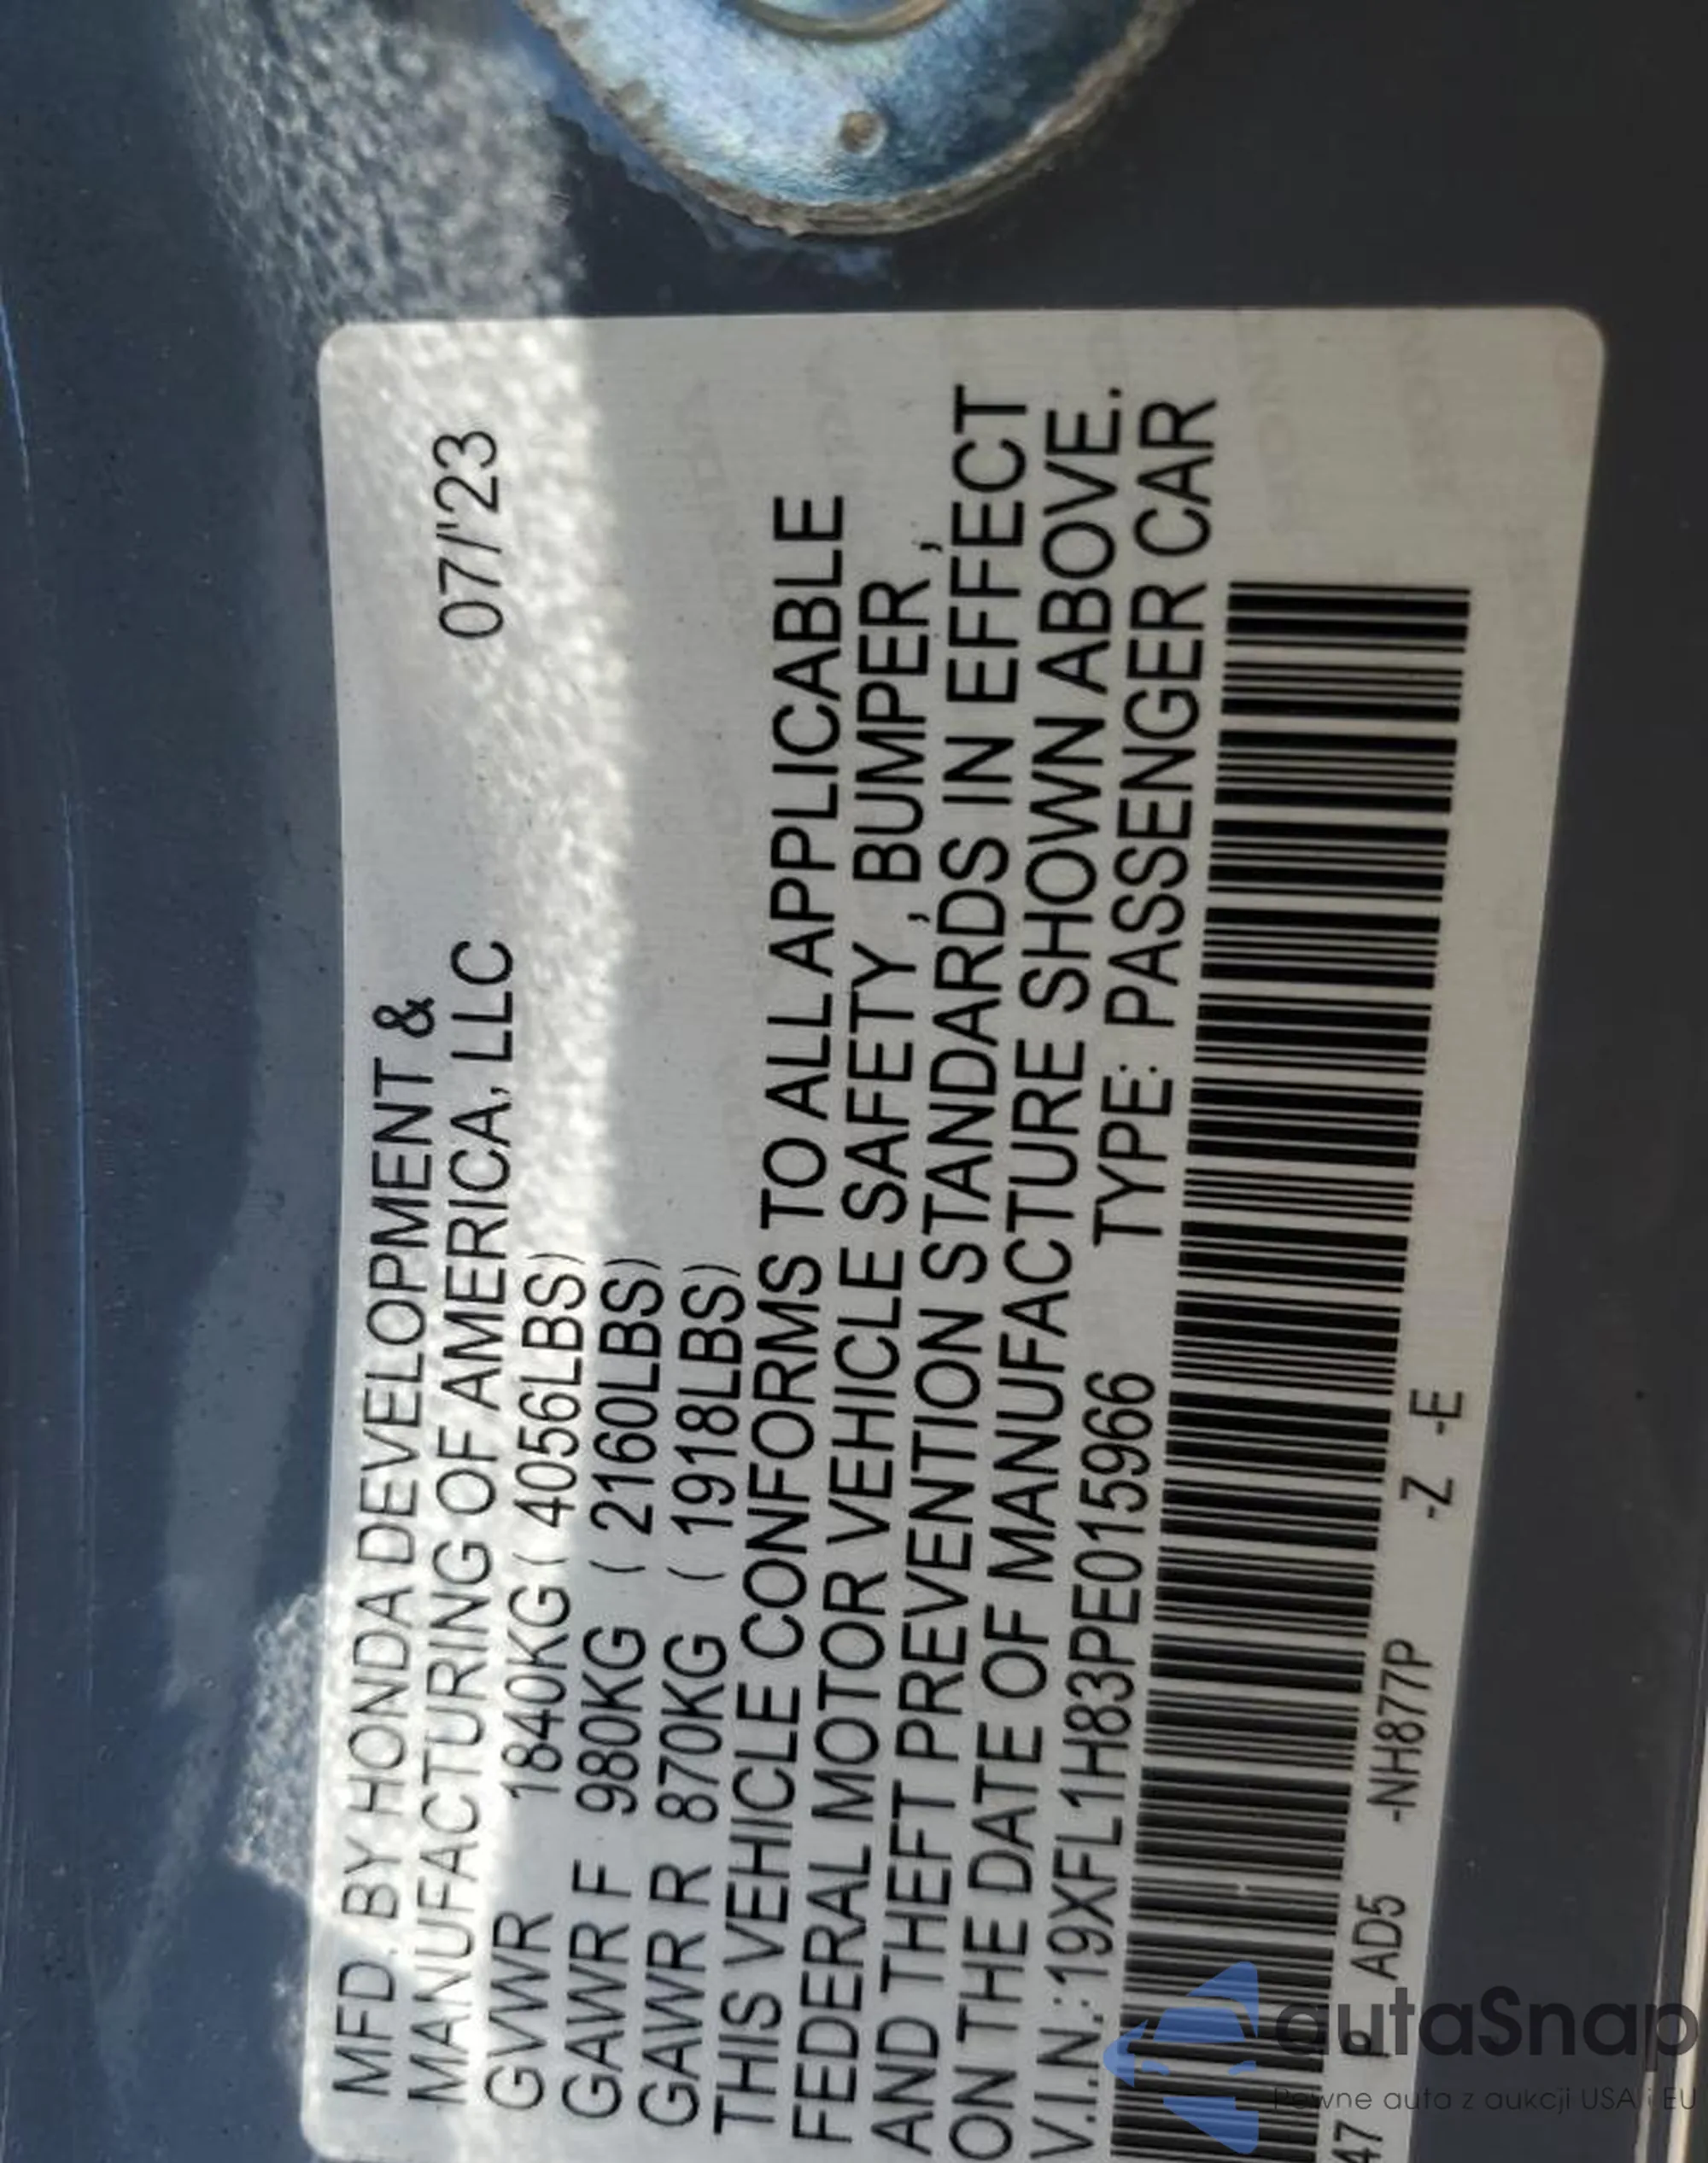 MFD. BY HONDA DEVELOPMENT &
MANUFACTURING OF AMERICA, LLC 07/'23
GVWR 1840KG ( 4056LBS)
GAWR F 980KG ( 2160LBS)
GAWR R 870KG ( 1918LBS)
THIS VEHICLE CONFORMS TO ALL APPLICABLE
FEDERAL MOTOR VEHICLE SAFETY , BUMPER ,
AND THEFT PREVENTION STANDARDS IN EFFECT
ON THE DATE OF MANUFACTURE SHOWN ABOVE.
V.I.N.: 19XFL1H83PE015966 TYPE: PASSENGER CAR
47 P AD5 -NH877P -Z -E
autaSnap
Pewne auta z aukcji USA i EU